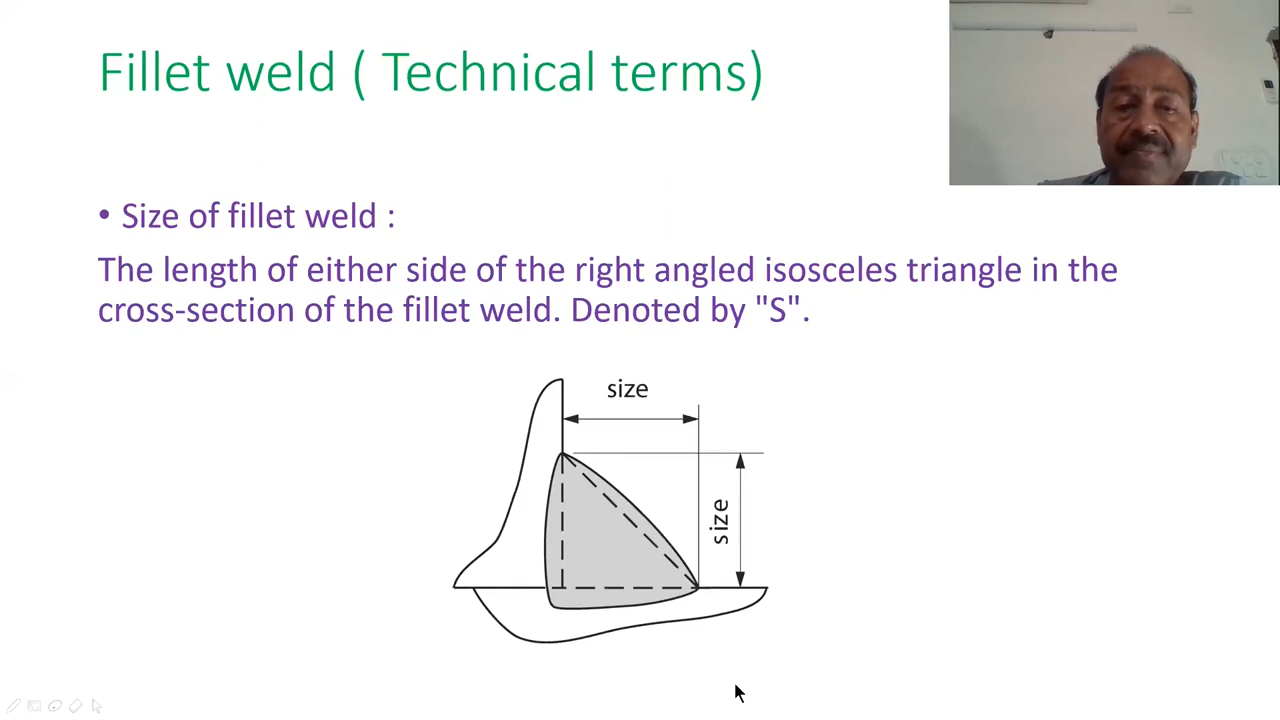 Fillet weld ( Technical terms)
• Size of fillet weld :
The length of either side of the right angled isosceles triangle in the
cross-section of the fillet weld. Denoted by "S".
size
size